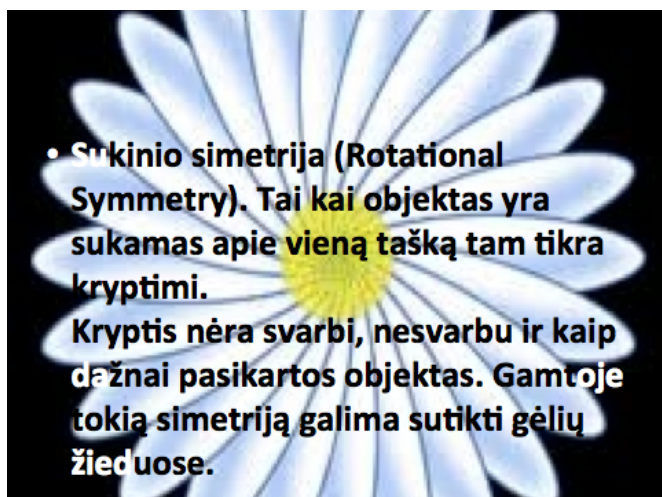 • Sukinio simetrija (Rotational
Symmetry). Tai kai objektas yra
sukamas apie vieną tašką tam tikra
kryptimi.
Kryptis nėra svarbi, nesvarbu ir kaip
dažnai pasikartos objektas. Gamtoje
tokią simetriją galima sutikti gėlių
žieduose.